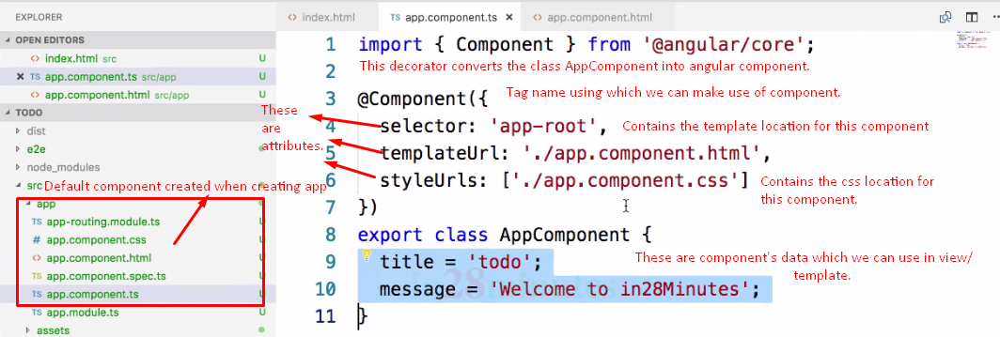 EXPLORER
OPEN EDITORS
<> index.html src U
× TS app.component.ts src/app U
<> app.component.html src/app U
TODO
dist
e2e
node_modules
src
Default component created when creating app
app
TS app-routing.module.ts U
# app.component.css U
<> app.component.html U
TS app.component.spec.ts U
TS app.component.ts U
TS app.module.ts U
assets
<> index.html
TS app.component.ts ×
<> app.component.html
1 import { Component } from '@angular/core';
2
This decorator converts the class AppComponent into angular component.
3 @Component({
Tag name using which we can make use of component.
These
are
attributes.
4 selector: 'app-root',
Contains the template location for this component
5 templateUrl: './app.component.html',
6 styleUrls: ['./app.component.css']
Contains the css location for
this component.
7 })
8 export class AppComponent {
9 title = 'todo';
These are component's data which we can use in view/
template.
10 message = 'Welcome to in28Minutes';
11 }